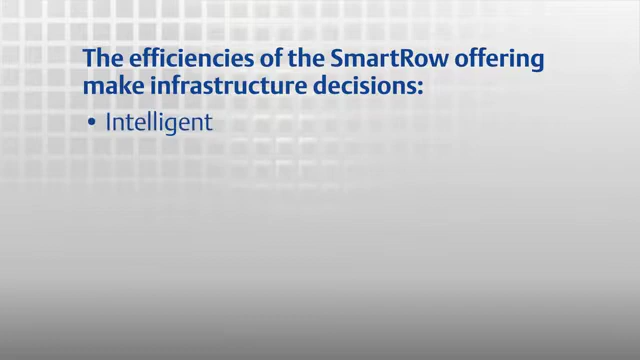 The efficiencies of the SmartRow offering
make infrastructure decisions:
• Intelligent